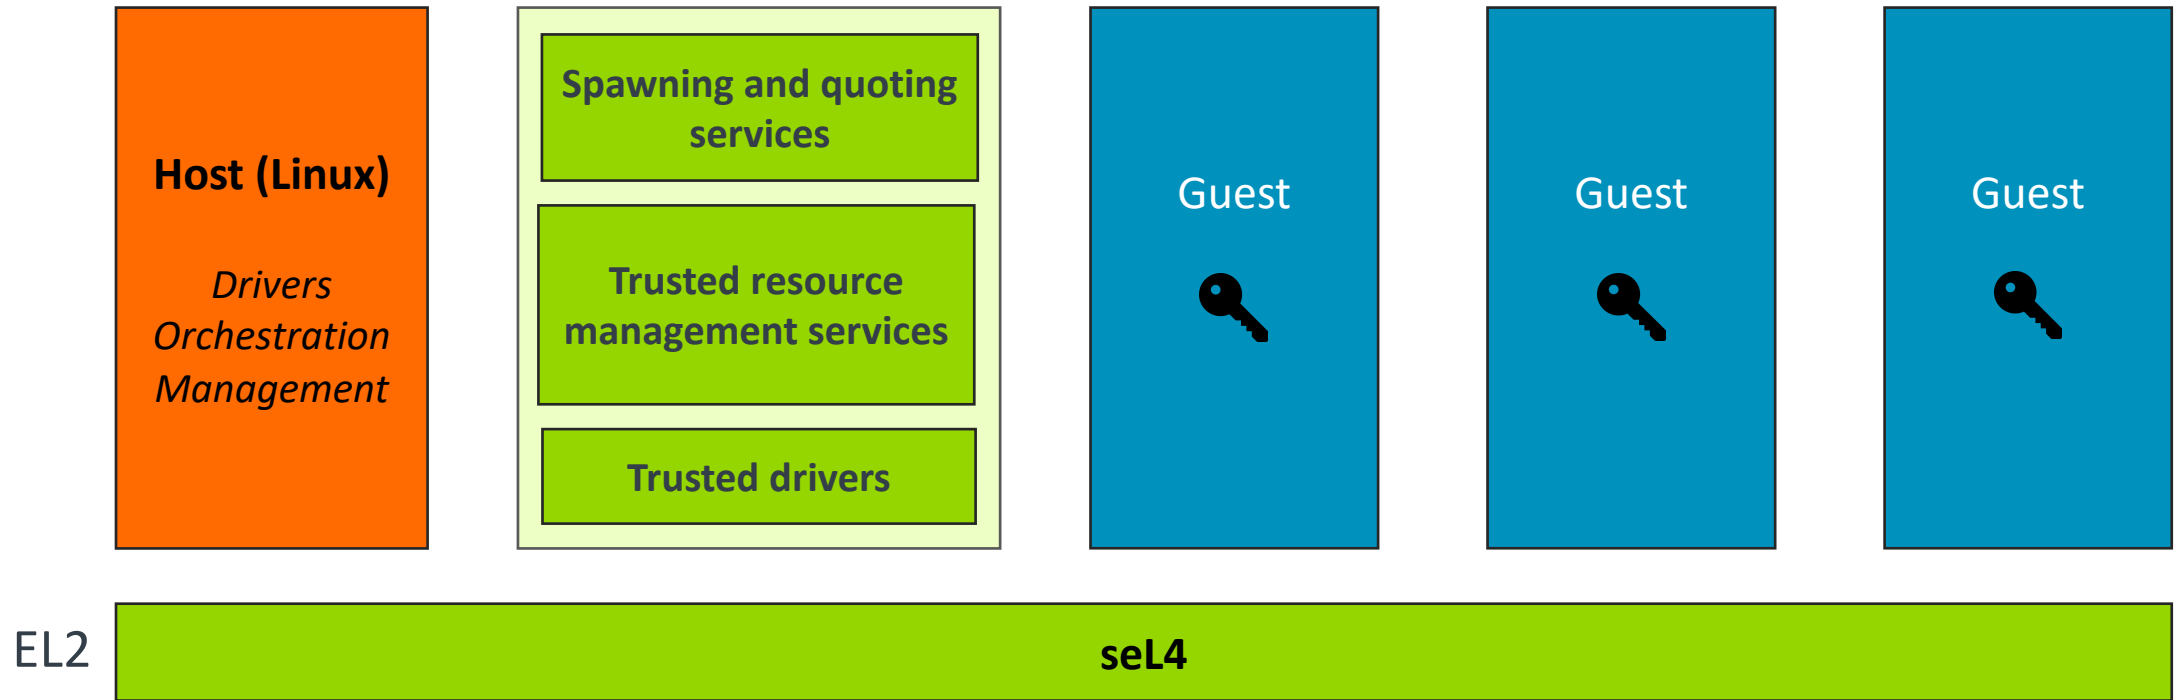 Host (Linux)
Drivers
Orchestration
Management
Spawning and quoting
services
Trusted resource
management services
Trusted drivers
Guest
Guest
Guest
EL2
seL4